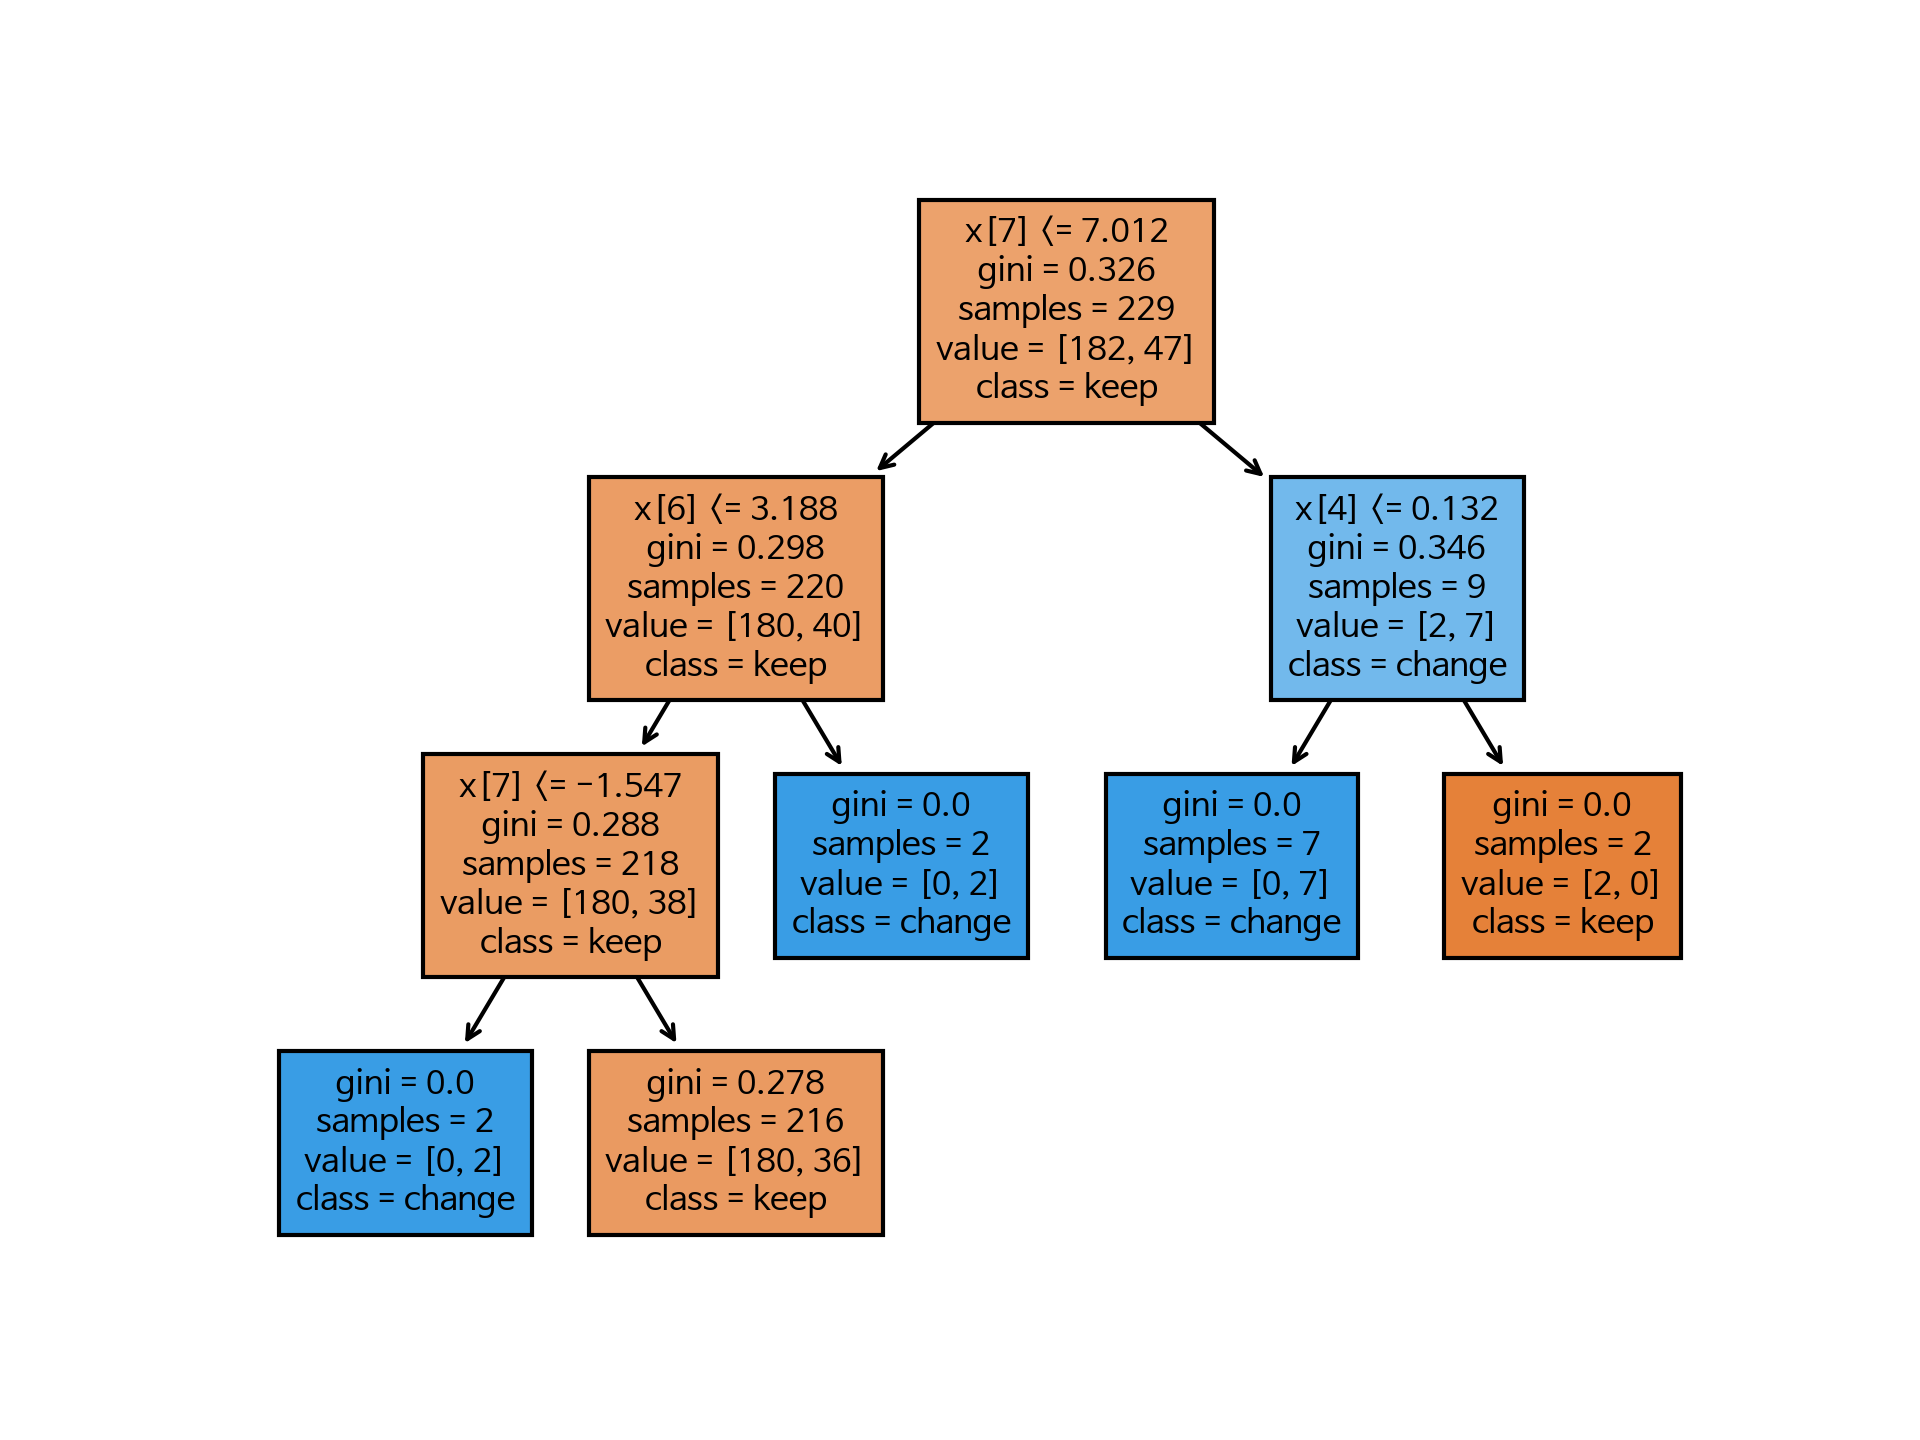 x[7] <= 7.012
gini = 0.326
samples = 229
value = [182, 47]
class = keep
x[6] <= 3.188
gini = 0.298
samples = 220
value = [180, 40]
class = keep
x[4] <= 0.132
gini = 0.346
samples = 9
value = [2, 7]
class = change
x[7] <= −1.547
gini = 0.288
samples = 218
value = [180, 38]
class = keep
gini = 0.0
samples = 2
value = [0, 2]
class = change
gini = 0.0
samples = 7
value = [0, 7]
class = change
gini = 0.0
samples = 2
value = [2, 0]
class = keep
gini = 0.0
samples = 2
value = [0, 2]
class = change
gini = 0.278
samples = 216
value = [180, 36]
class = keep